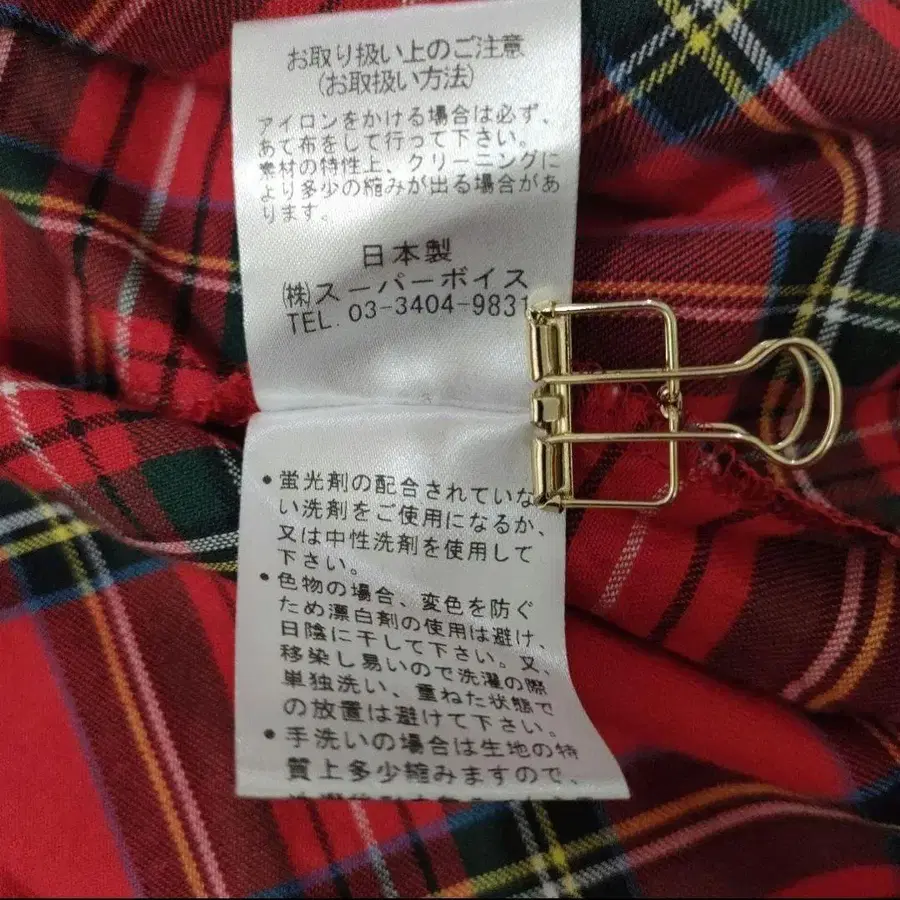 お取り扱い上のご注意
(お取扱い方法)
アイロンをかける場合は必ず、
あて布をして行って下さい。
素材の特性上、クリーニングに
より多少の縮みが出る場合があ
ります。
日本製
(株)スーパーボイス
TEL. 03-3404-9831
•蛍光剤の配合されていな
い洗剤をご使用になるか、
又は中性洗剤を使用して
下さい。
•色物の場合、変色を防ぐ
ため漂白剤の使用は避け、
日陰に干して下さい。又、
移染し易いので洗濯の際
単独洗い、重ねた状態で
の放置は避けて下さい。
•手洗いの場合は生地の特
質上多少縮みますので、